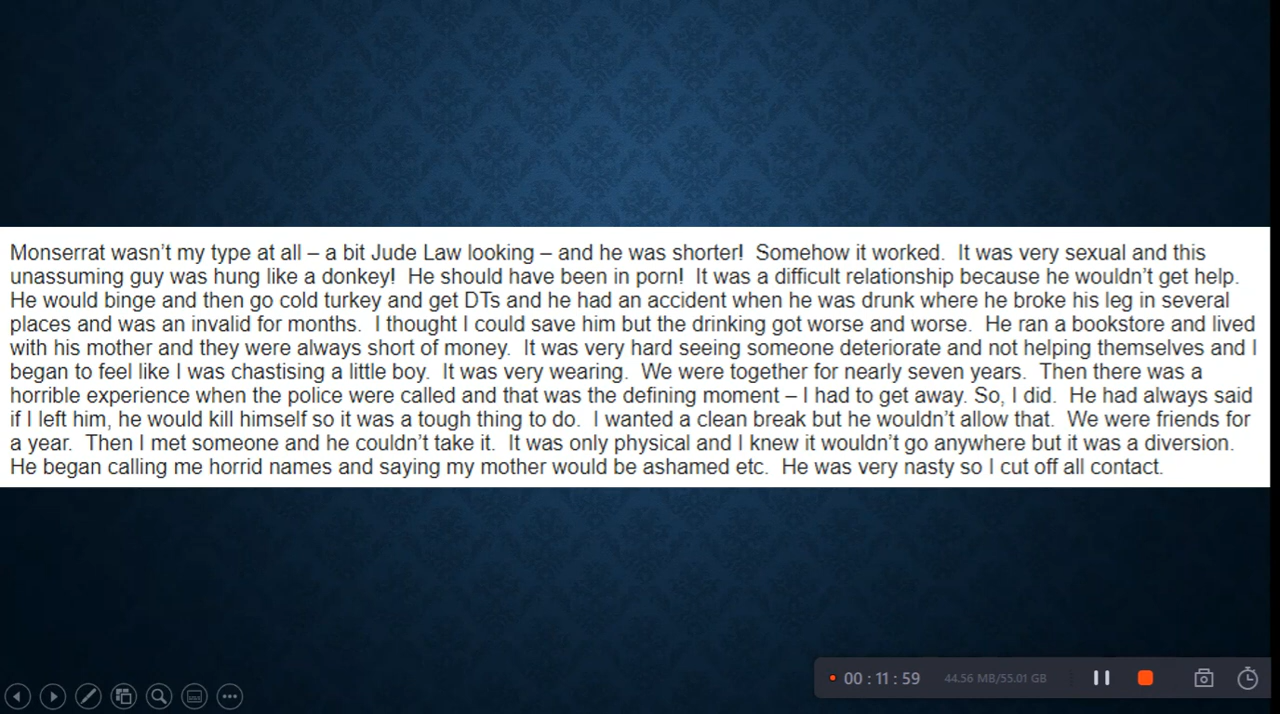 Monserrat wasn’t my type at all – a bit Jude Law looking – and he was shorter!  Somehow it worked.  It was very sexual and this
unassuming guy was hung like a donkey!  He should have been in porn!  It was a difficult relationship because he wouldn’t get help.
He would binge and then go cold turkey and get DTs and he had an accident when he was drunk where he broke his leg in several
places and was an invalid for months.  I thought I could save him but the drinking got worse and worse.  He ran a bookstore and lived
with his mother and they were always short of money.  It was very hard seeing someone deteriorate and not helping themselves and I
began to feel like I was chastising a little boy.  It was very wearing.  We were together for nearly seven years.  Then there was a
horrible experience when the police were called and that was the defining moment – I had to get away. So, I did.  He had always said
if I left him, he would kill himself so it was a tough thing to do.  I wanted a clean break but he wouldn’t allow that.  We were friends for
a year.  Then I met someone and he couldn’t take it.  It was only physical and I knew it wouldn’t go anywhere but it was a diversion.
He began calling me horrid names and saying my mother would be ashamed etc.  He was very nasty so I cut off all contact.
00 : 11 : 59 44.56 MB/55.01 GB